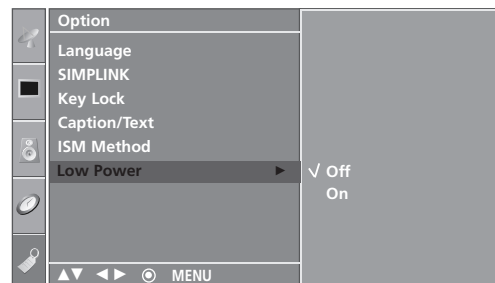 Option
Language
SIMPLINK
Key Lock
Caption/Text
ISM Method
Low Power ► √ Off
On
▲▼ ◄► ⊙ MENU